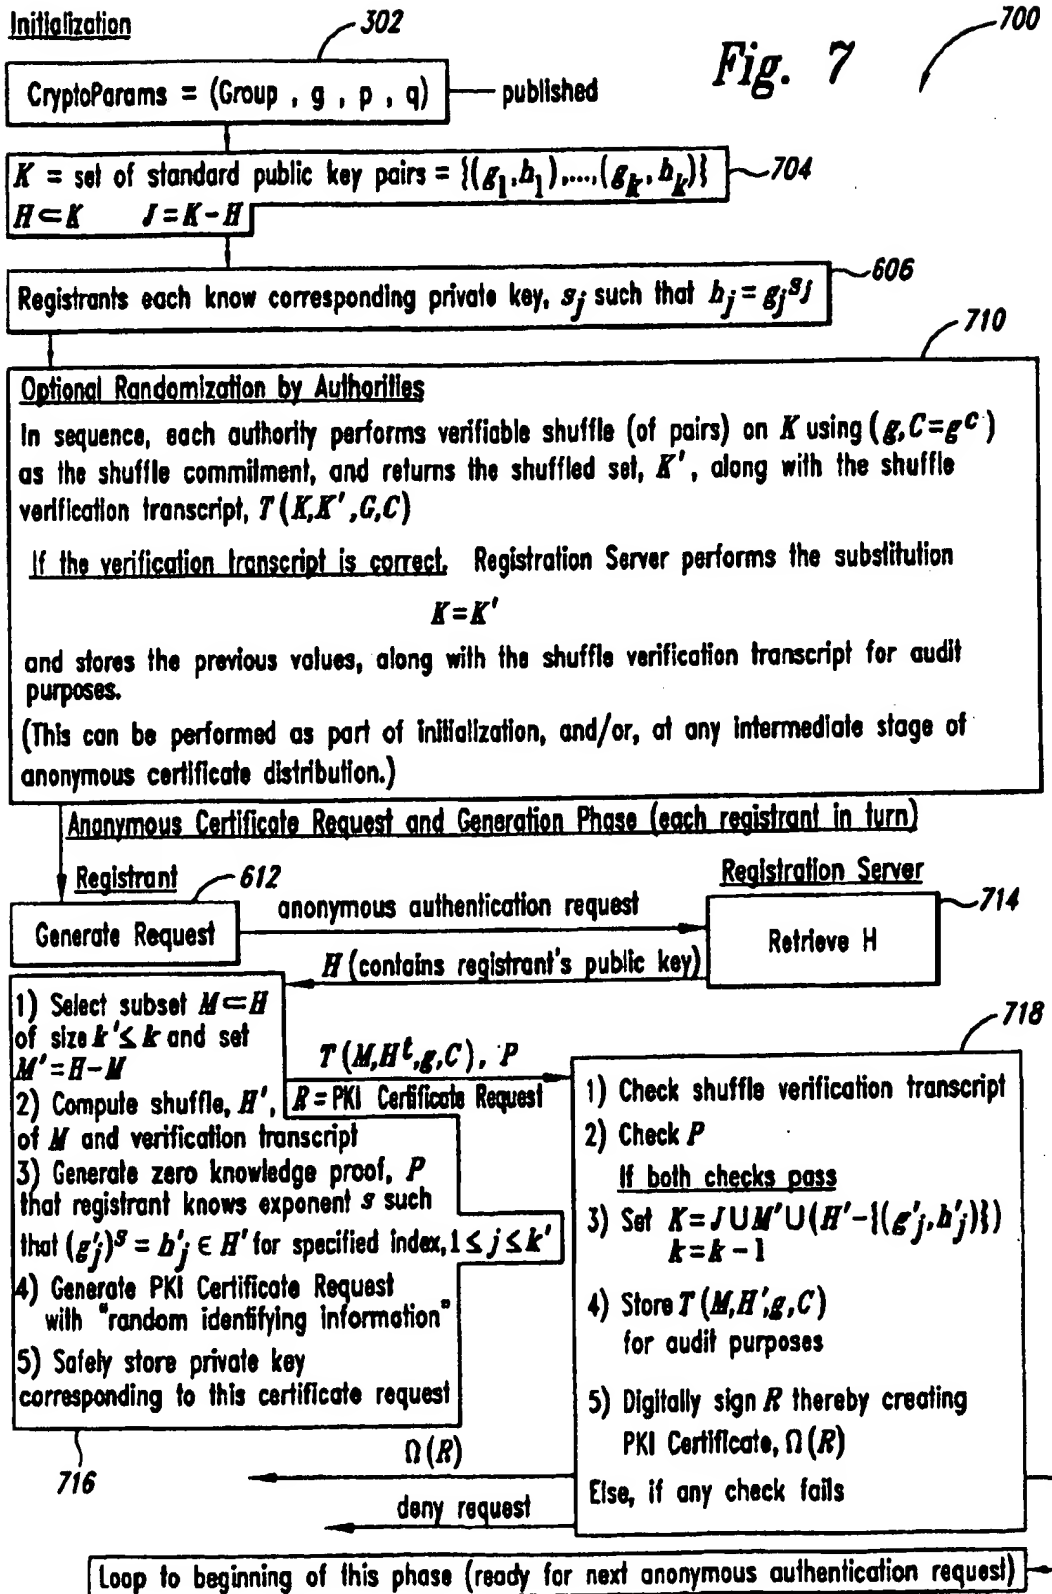 Initialization
302
700
Fig. 7
CryptoParams = (Group , g , p , q)
published
K = set of standard public key pairs = {(g₁,h₁),...,(gₖ,hₖ)}
704
H⊂K J=K-H
606
Registrants each know corresponding private key, sⱼ such that hⱼ = gⱼ^sⱼ
710
Optional Randomization by Authorities
In sequence, each authority performs verifiable shuffle (of pairs) on K using (g,C=g^c)
as the shuffle commitment, and returns the shuffled set, K', along with the shuffle
verification transcript, T(K,K',G,C)
If the verification transcript is correct. Registration Server performs the substitution
K=K'
and stores the previous values, along with the shuffle verification transcript for audit
purposes.
(This can be performed as part of initialization, and/or, at any intermediate stage of
anonymous certificate distribution.)
Anonymous Certificate Request and Generation Phase (each registrant in turn)
Registrant
612
Registration Server
Generate Request
anonymous authentication request
714
Retrieve H
H (contains registrant's public key)
1) Select subset M⊂H
of size k'≤k and set
M'=H-M
2) Compute shuffle, H',
of M and verification transcript
3) Generate zero knowledge proof, P
that registrant knows exponent s such
that (g'ⱼ)^s = h'ⱼ ∈ H' for specified index, 1≤j≤k'
4) Generate PKI Certificate Request
with "random identifying information"
5) Safely store private key
corresponding to this certificate request
716
T(M,H^t,g,C), P
R = PKI Certificate Request
718
1) Check shuffle verification transcript
2) Check P
If both checks pass
3) Set K=J∪M'∪(H'-{(g'ⱼ,h'ⱼ)})
k=k-1
4) Store T(M,H',g,C)
for audit purposes
5) Digitally sign R thereby creating
PKI Certificate, Ω(R)
Else, if any check fails
Ω(R)
deny request
Loop to beginning of this phase (ready for next anonymous authentication request)